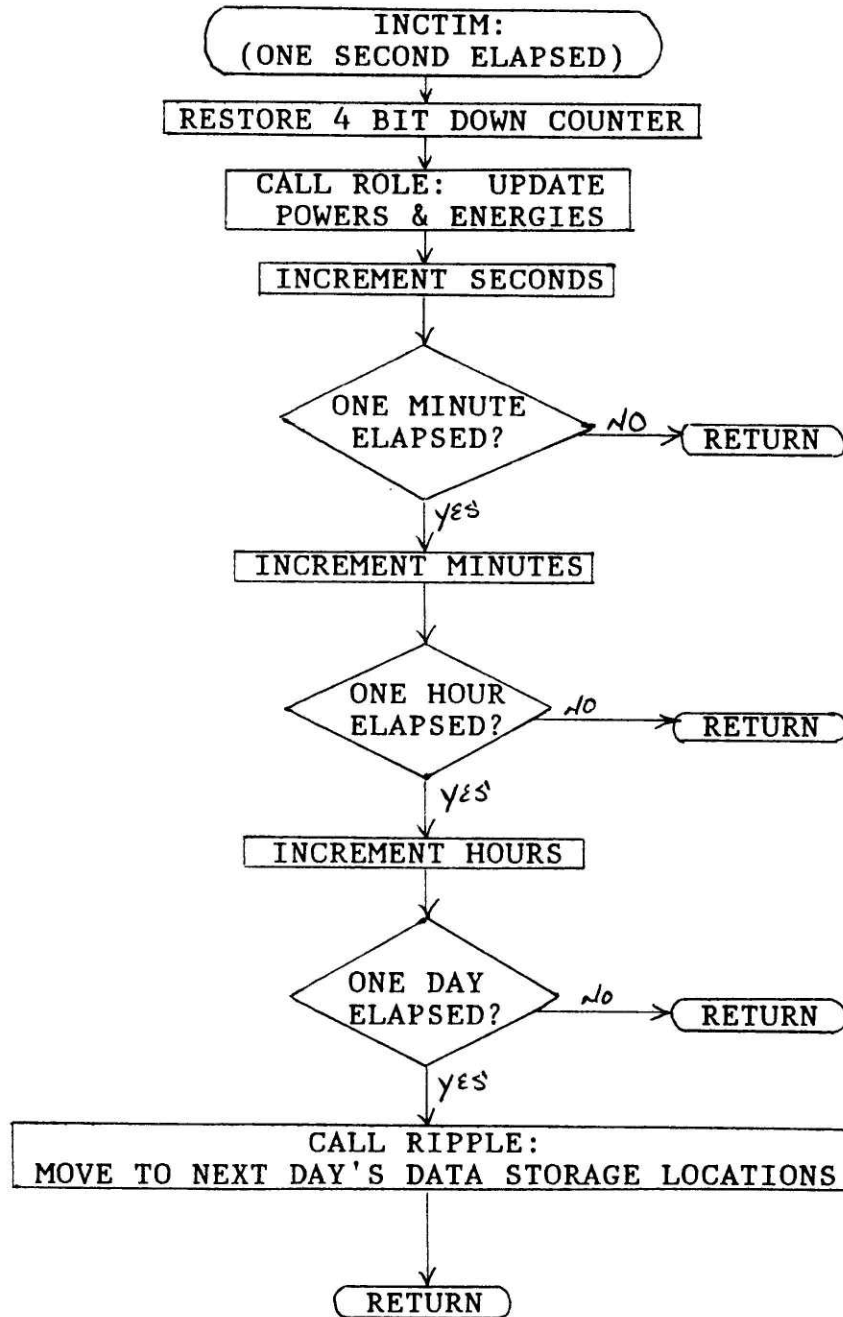 INCTIM:
(ONE SECOND ELAPSED)
RESTORE 4 BIT DOWN COUNTER
CALL ROLE: UPDATE
POWERS & ENERGIES
INCREMENT SECONDS
ONE MINUTE
ELAPSED?
NO
RETURN
YES
INCREMENT MINUTES
ONE HOUR
ELAPSED?
NO
RETURN
YES
INCREMENT HOURS
ONE DAY
ELAPSED?
NO
RETURN
YES
CALL RIPPLE:
MOVE TO NEXT DAY'S DATA STORAGE LOCATIONS
RETURN